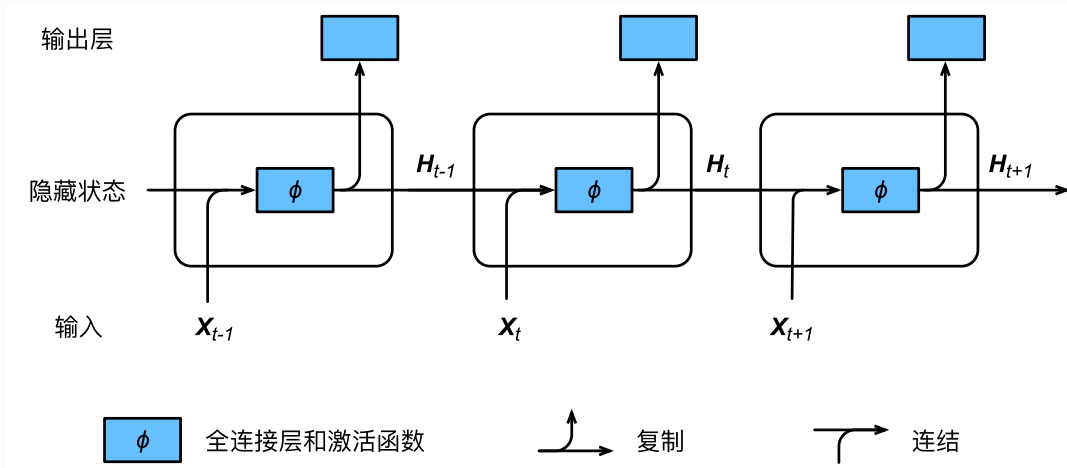 输出层
隐藏状态 ϕ H_{t-1} ϕ H_t ϕ H_{t+1}
输入 X_{t-1} X_t X_{t+1}
ϕ 全连接层和激活函数 复制 连结